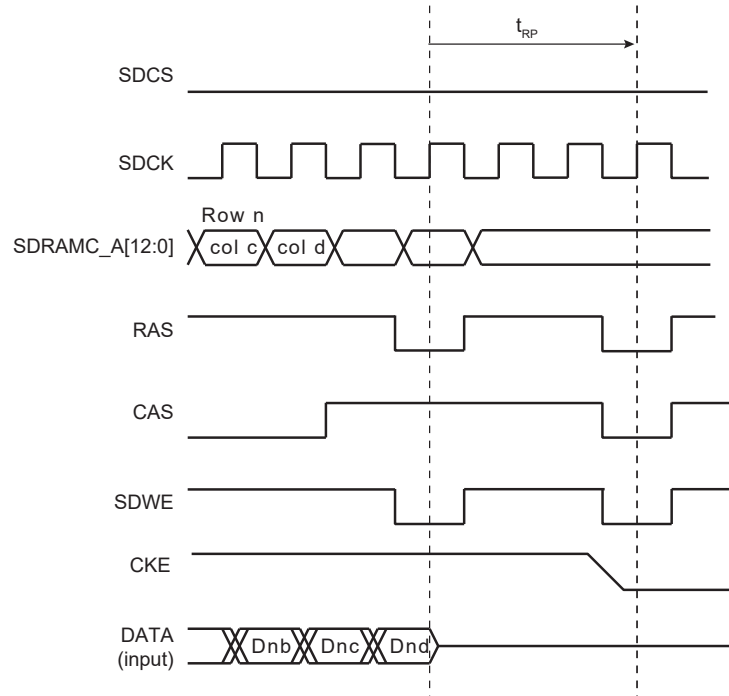 tRP
SDCS
SDCK
Row n
SDRAMC_A[12:0]
col c
col d
RAS
CAS
SDWE
CKE
DATA
(input)
Dnb
Dnc
Dnd